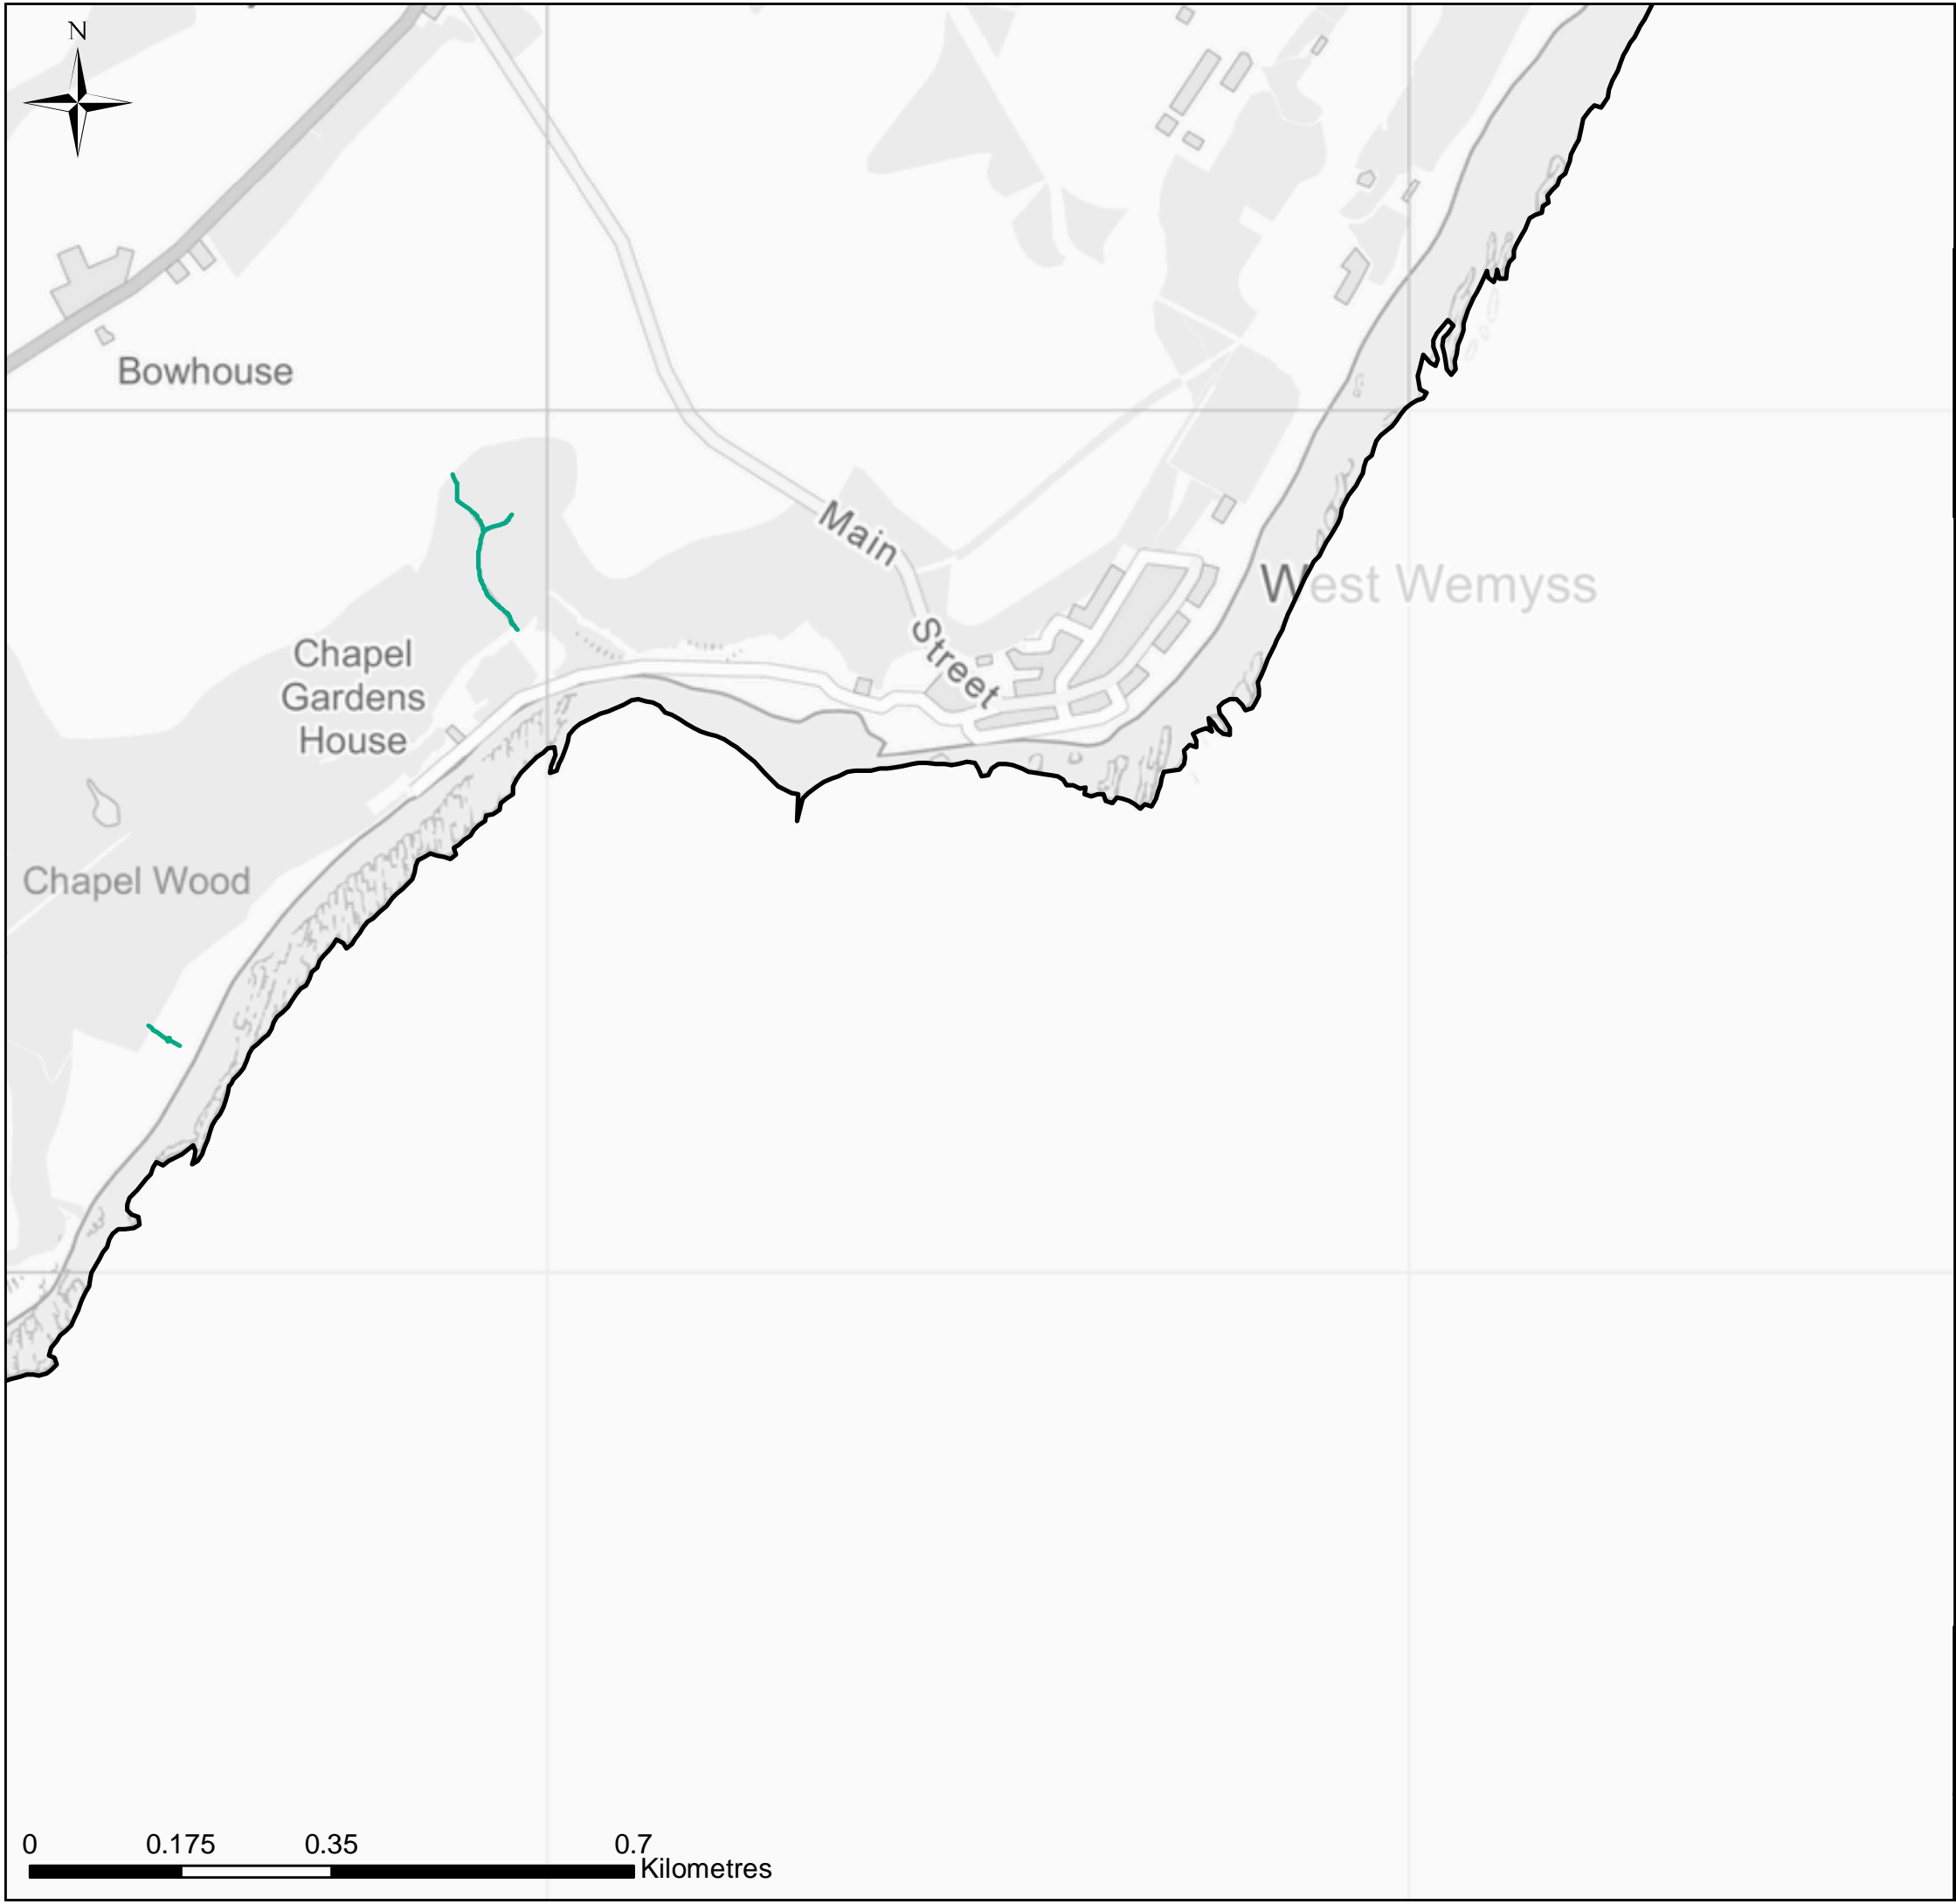 N
Bowhouse
Main
Street
West Wemyss
Chapel
Gardens
House
Chapel Wood
0 0.175 0.35 0.7
Kilometres